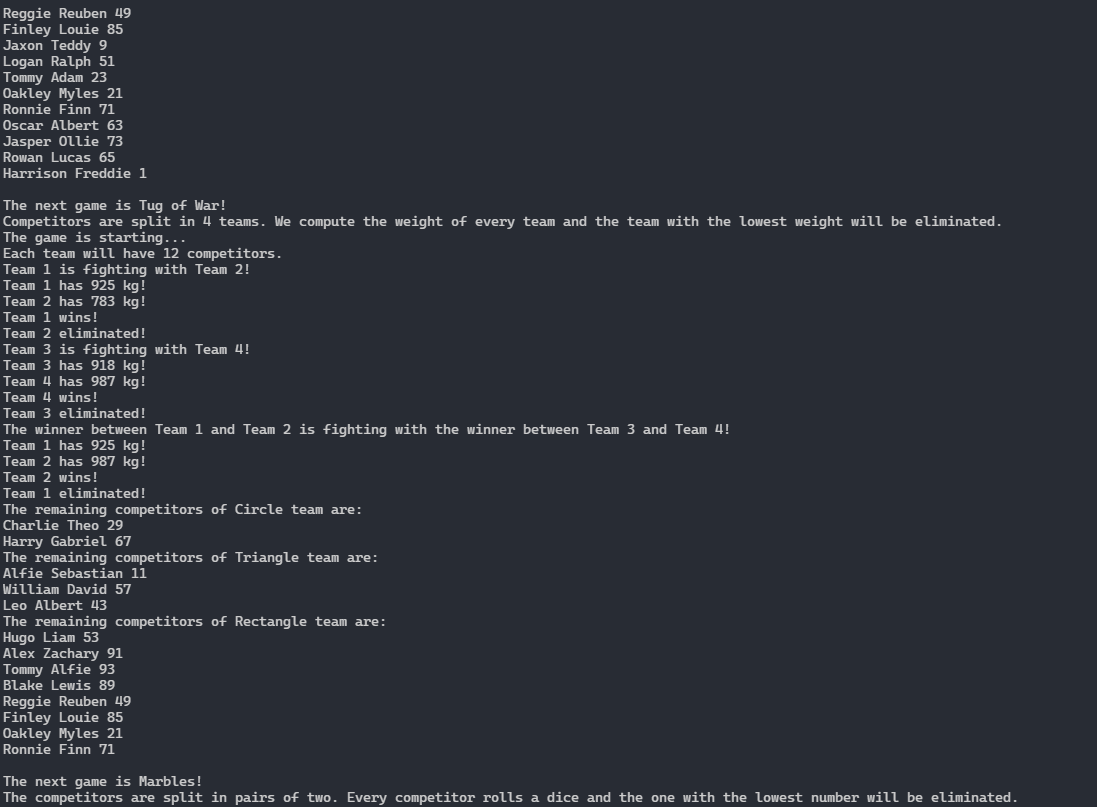 Reggie Reuben 49
Finley Louie 85
Jaxon Teddy 9
Logan Ralph 51
Tommy Adam 23
Oakley Myles 21
Ronnie Finn 71
Oscar Albert 63
Jasper Ollie 73
Rowan Lucas 65
Harrison Freddie 1

The next game is Tug of War!
Competitors are split in 4 teams. We compute the weight of every team and the team with the lowest weight will be eliminated.
The game is starting...
Each team will have 12 competitors.
Team 1 is fighting with Team 2!
Team 1 has 925 kg!
Team 2 has 783 kg!
Team 1 wins!
Team 2 eliminated!
Team 3 is fighting with Team 4!
Team 3 has 918 kg!
Team 4 has 987 kg!
Team 4 wins!
Team 3 eliminated!
The winner between Team 1 and Team 2 is fighting with the winner between Team 3 and Team 4!
Team 1 has 925 kg!
Team 2 has 987 kg!
Team 2 wins!
Team 1 eliminated!
The remaining competitors of Circle team are:
Charlie Theo 29
Harry Gabriel 67
The remaining competitors of Triangle team are:
Alfie Sebastian 11
William David 57
Leo Albert 43
The remaining competitors of Rectangle team are:
Hugo Liam 53
Alex Zachary 91
Tommy Alfie 93
Blake Lewis 89
Reggie Reuben 49
Finley Louie 85
Oakley Myles 21
Ronnie Finn 71

The next game is Marbles!
The competitors are split in pairs of two. Every competitor rolls a dice and the one with the lowest number will be eliminated.